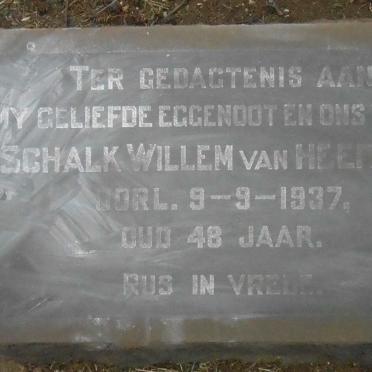 TER GEDAGTENIS AAN
MY GELIEFDE EGGENOOT EN ONS
SCHALK WILLEM VAN HEER
OORL. 9-9-1937,
OUD 48 JAAR.
RUS IN VREDE.